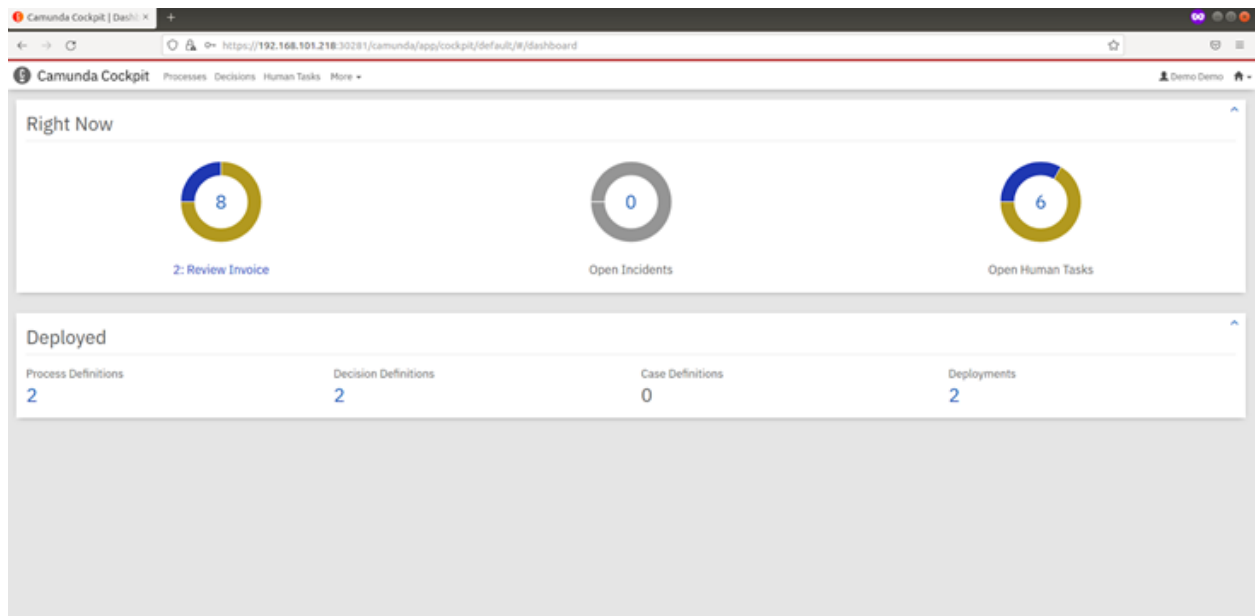 Camunda Cockpit | Dash
https://192.168.101.218:30281/camunda/app/cockpit/default/#/dashboard
Camunda Cockpit Processes Decisions Human Tasks More Demo Demo
Right Now
8 0 6
2: Review Invoice Open Incidents Open Human Tasks
Deployed
Process Definitions Decision Definitions Case Definitions Deployments
2 2 0 2